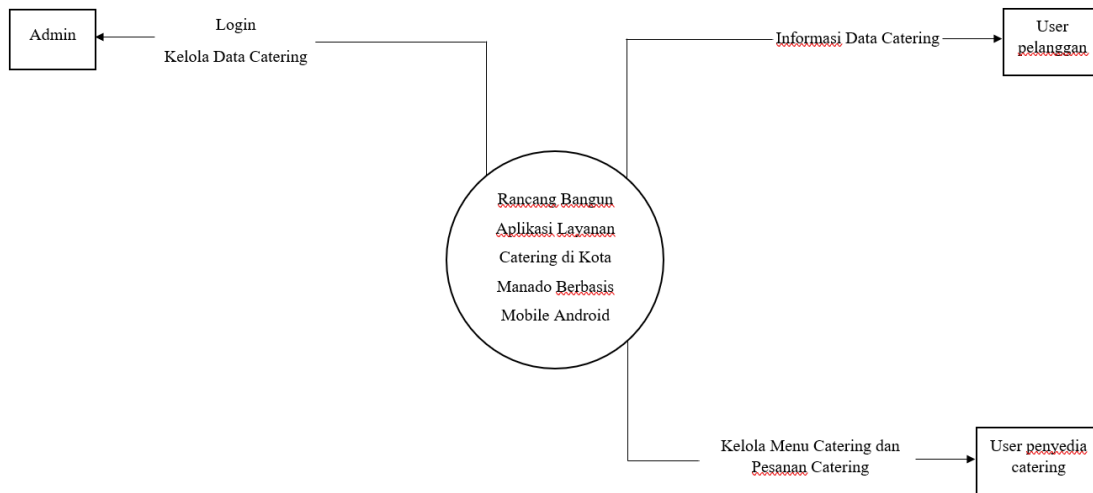 Admin
Login
Kelola Data Catering
Informasi Data Catering
User
pelanggan
Rancang Bangun
Aplikasi Layanan
Catering di Kota
Manado Berbasis
Mobile Android
Kelola Menu Catering dan
Pesanan Catering
User penyedia
catering